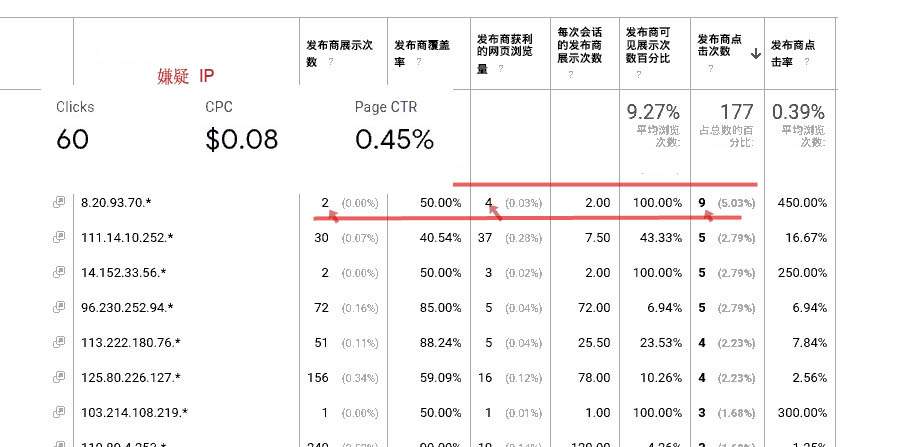 发布商展示次
数 ?
发布商覆盖
率 ?
发布商获利
的网页浏览
量 ?
每次会话
的发布商
展示次数
?
发布商可
见展示次
数百分比
?
发布商点
击次数
?
发布商点
击率 ?
嫌疑 IP
Clicks
60
CPC
$0.08
Page CTR
0.45%
9.27%
平均浏览
次数:
177
占总数的百
分比:
0.39%
平均浏览
次数:
8.20.93.70.* 2 (0.00%) 50.00% 4 (0.03%) 2.00 100.00% 9 (5.03%) 450.00%
111.14.10.252.* 30 (0.07%) 40.54% 37 (0.28%) 7.50 43.33% 5 (2.79%) 16.67%
14.152.33.56.* 2 (0.00%) 50.00% 3 (0.02%) 2.00 100.00% 5 (2.79%) 250.00%
96.230.252.94.* 72 (0.16%) 85.00% 5 (0.04%) 72.00 6.94% 5 (2.79%) 6.94%
113.222.180.76.* 51 (0.11%) 88.24% 5 (0.04%) 25.50 23.53% 4 (2.23%) 7.84%
125.80.226.127.* 156 (0.34%) 59.09% 16 (0.12%) 78.00 10.26% 4 (2.23%) 2.56%
103.214.108.219.* 1 (0.00%) 50.00% 1 (0.01%) 1.00 100.00% 3 (1.68%) 300.00%